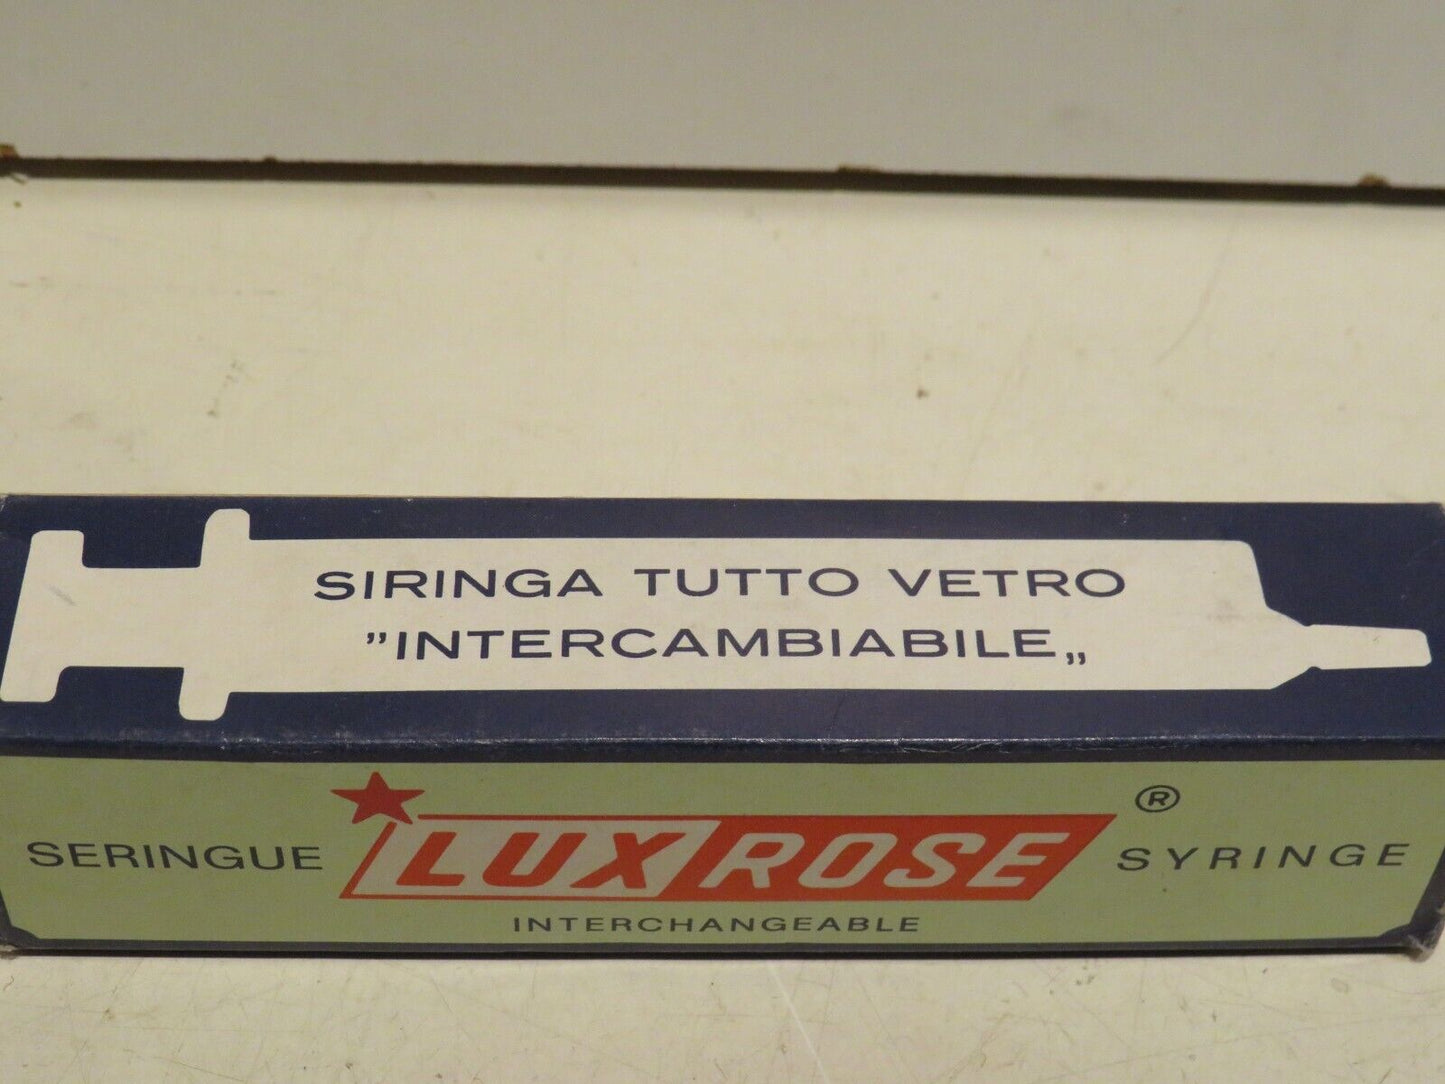 SIRINGA TUTTO VETRO
”INTERCAMBIABILE„
SERINGUE LUX ROSE ® SYRINGE
INTERCHANGEABLE